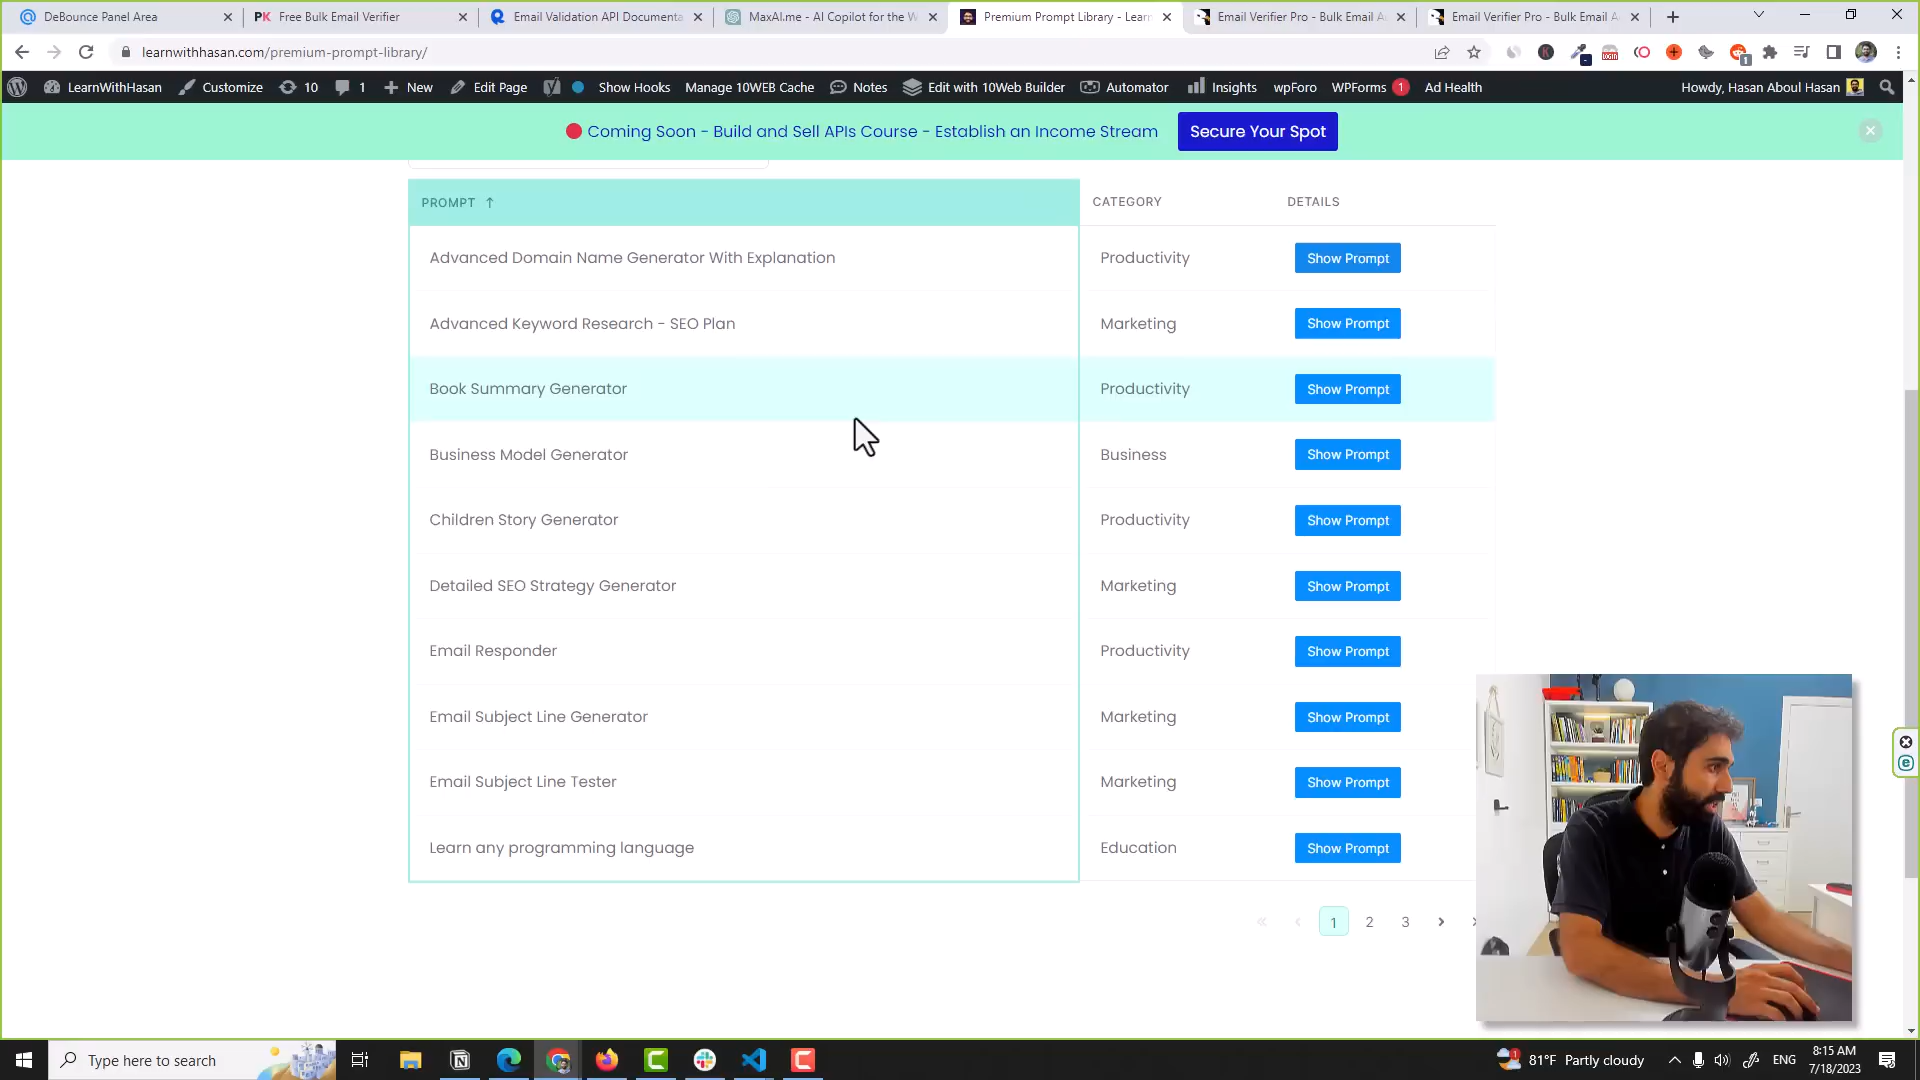 DeBounce Panel Area
PK Free Bulk Email Verifier
Email Validation API Documenta
MaxAI.me - AI Copilot for the W
Premium Prompt Library - Learn
Email Verifier Pro - Bulk Email A
Email Verifier Pro - Bulk Email A
learnwithhasan.com/premium-prompt-library/
LearnWithHasan
Customize
10
1
New
Edit Page
Show Hooks
Manage 10WEB Cache
Notes
Edit with 10Web Builder
Automator
Insights
wpForo
WPForms 1
Ad Health
Howdy, Hasan Aboul Hasan
Coming Soon - Build and Sell APIs Course - Establish an Income Stream
Secure Your Spot
PROMPT ↑ CATEGORY DETAILS
Advanced Domain Name Generator With Explanation Productivity Show Prompt
Advanced Keyword Research - SEO Plan Marketing Show Prompt
Book Summary Generator Productivity Show Prompt
Business Model Generator Business Show Prompt
Children Story Generator Productivity Show Prompt
Detailed SEO Strategy Generator Marketing Show Prompt
Email Responder Productivity Show Prompt
Email Subject Line Generator Marketing Show Prompt
Email Subject Line Tester Marketing Show Prompt
Learn any programming language Education Show Prompt
« ‹ 1 2 3 ›
Type here to search
81°F Partly cloudy
ENG
8:15 AM
7/18/2023